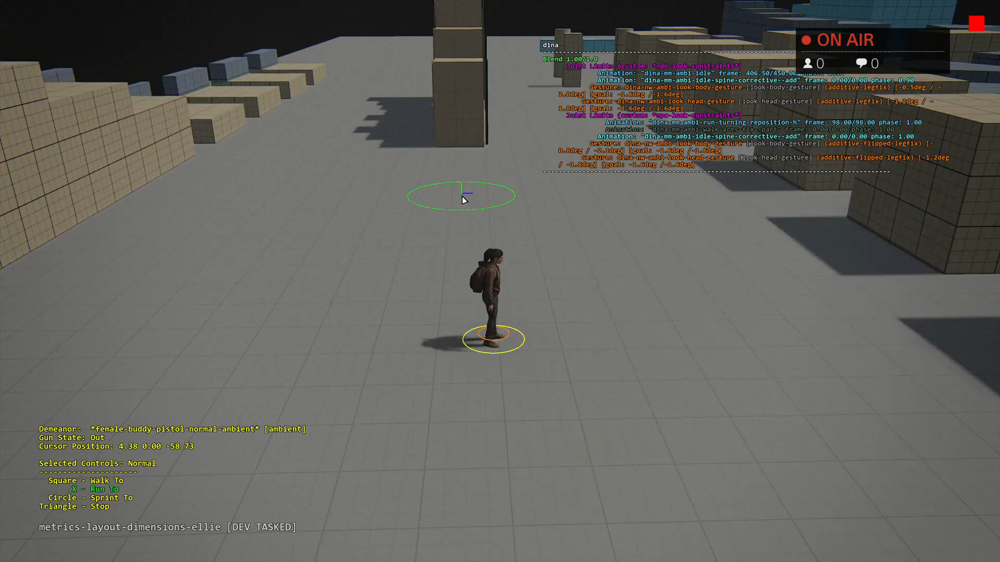 ON AIR
0 0
dina
Blend 1.00/1.0
Joint Limits (custom: *npc-look-constraints*)
Animation: "dina-mm-ambi-idle" frame: 406.50/450.00 phase: 0.90
Animation: "dina-mm-ambi-idle-spine-corrective--add" frame: 0.00/0.00 phase: 0.90
Gesture: dina-nw-ambi-look-body-gesture [look-body-gesture] (additive-legfix) [-0.5deg / -
2.0deg] [goal: -1.6deg /-1.6deg]
Gesture: dina-nw-ambi-look-head-gesture [look-head-gesture] (additive-legfix) [-1.2deg / -
1.8deg] [goal: -1.6deg /-1.6deg]
Joint Limits (custom: *npc-look-constraints*)
Animation: "dina-mm-ambi-run-turning-reposition-h" frame: 98.00/98.00 phase: 1.00
Animation: "dina-mm-ambi-walk-arms-fix--part" frame: 0.00/0.00 phase: 1.00
Animation: "dina-mm-ambi-idle-spine-corrective--add" frame: 0.00/0.00 phase: 1.00
Gesture: dina-nw-ambi-look-body-gesture [look-body-gesture] (additive-flipped-legfix) [-
0.8deg / -2.1deg] [goal: -1.6deg /-1.6deg]
Gesture: dina-nw-ambi-look-head-gesture [look-head-gesture] (additive-flipped-legfix) [-1.2deg
/ -1.8deg] [goal: -1.6deg /-1.6deg]
Demeanor: *female-buddy-pistol-normal-ambient* [ambient]
Gun State: Out
Cursor Position: 4.38 0.00 -58.73
Selected Controls: Normal
---------------------
Square - Walk To
X - Run To
Circle - Sprint To
Triangle - Stop
metrics-layout-dimensions-ellie [DEV TASKED]